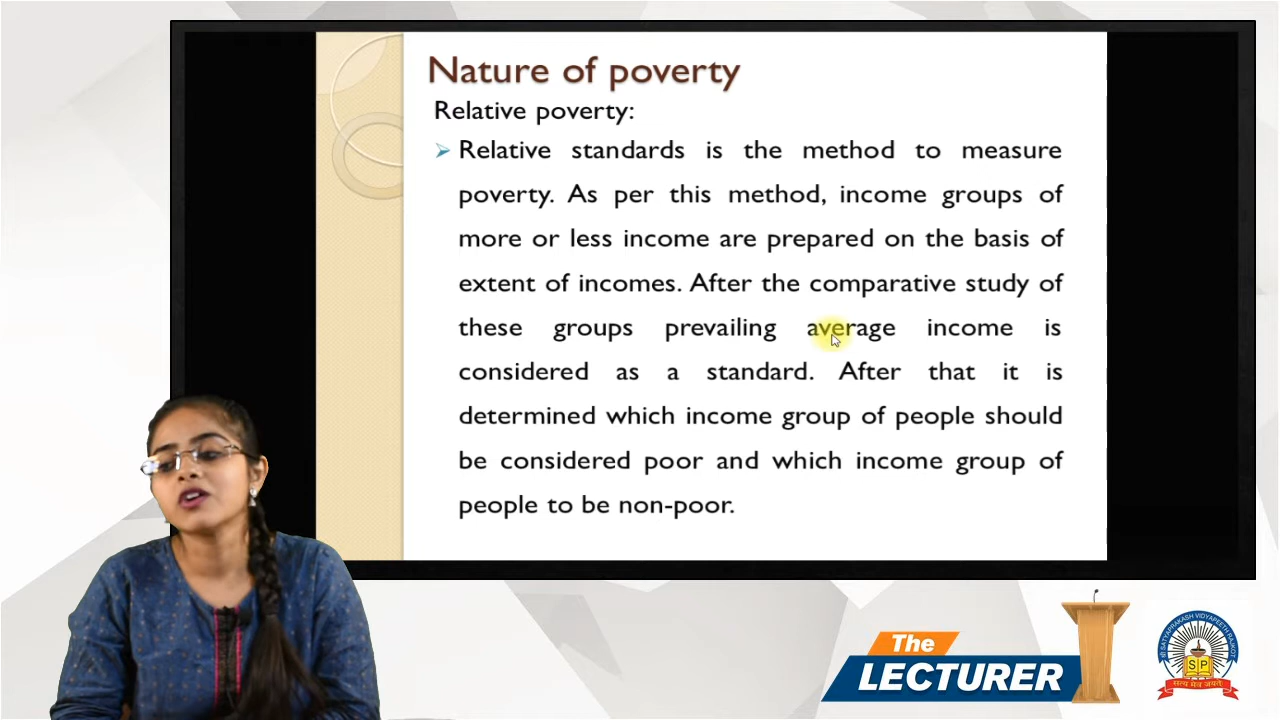 Nature of poverty
Relative poverty:
Relative standards is the method to measure
poverty. As per this method, income groups of
more or less income are prepared on the basis of
extent of incomes. After the comparative study of
these groups prevailing average income is
considered as a standard. After that it is
determined which income group of people should
be considered poor and which income group of
people to be non-poor.
The
LECTURER
SP
सत्य मेव जयते